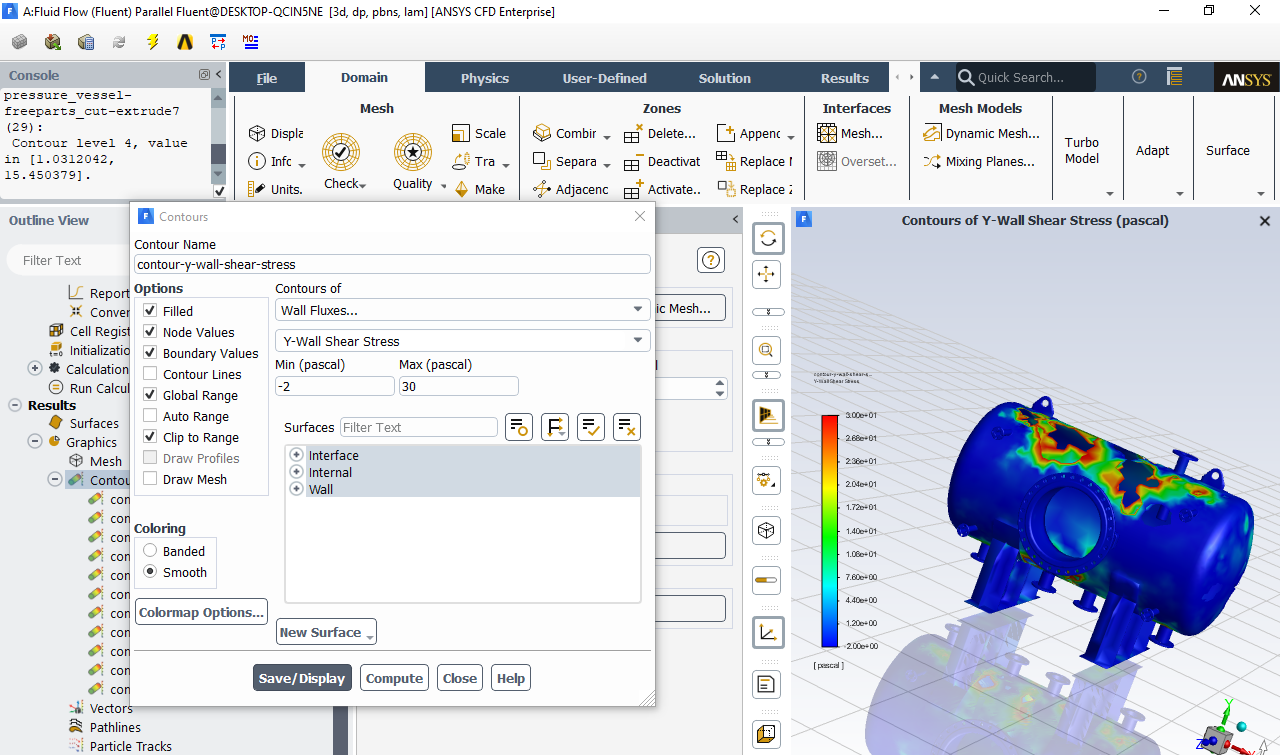 A:Fluid Flow (Fluent) Parallel Fluent@DESKTOP-QCIN5NE [3d, dp, pbns, lam] [ANSYS CFD Enterprise]
Console
pressure_vessel-
freeparts_cut-extrude7
(29):
Contour level 4, value
in [1.0312042,
15.450379].
File
Domain
Physics
User-Defined
Solution
Results
Quick Search...
ANSYS
Mesh
Displa
Infc
Units.
Check
Quality
Scale
Tra
Make
Zones
Combir
Separa
Adjacenc
Delete...
Deactivat
Activate..
Append
Replace M
Replace Z
Interfaces
Mesh...
Overset...
Mesh Models
Dynamic Mesh...
Mixing Planes...
Turbo
Model
Adapt
Surface
Outline View
Filter Text
Report
Conver
Cell Regist
Initializatio
Calculation
Run Calcul
Results
Surfaces
Graphics
Mesh
Contou
con
con
con
con
con
con
con
con
con
con
con
Vectors
Pathlines
Particle Tracks
ic Mesh...
Contours
Contour Name
contour-y-wall-shear-stress
Options
Filled
Node Values
Boundary Values
Contour Lines
Global Range
Auto Range
Clip to Range
Draw Profiles
Draw Mesh
Coloring
Banded
Smooth
Colormap Options...
Contours of
Wall Fluxes...
Y-Wall Shear Stress
Min (pascal)
Max (pascal)
-2
30
Surfaces
Filter Text
Interface
Internal
Wall
New Surface
Save/Display
Compute
Close
Help
Contours of Y-Wall Shear Stress (pascal)
contour-y-wall-shear-s...
Y-Wall Shear Stress
3.00e+01
2.68e+01
2.36e+01
2.04e+01
1.72e+01
1.40e+01
1.08e+01
7.60e+00
4.40e+00
1.20e+00
-2.00e+00
[ pascal ]
Y
Z
X